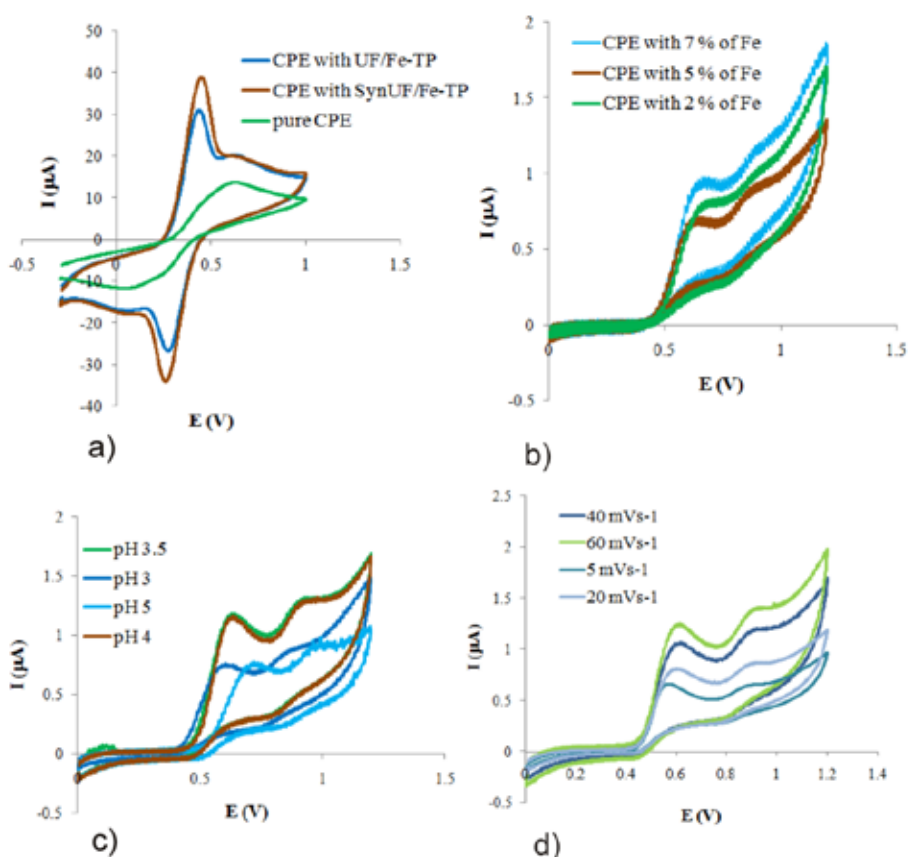 50
40
30
20
10
0
-10
-20
-30
-40
-0.5 0 0.5 1 1.5
I (µA)
E (V)
CPE with UF/Fe-TP
CPE with SynUF/Fe-TP
pure CPE
a)
2
1.5
1
0.5
0
-0.5
0 0.5 1 1.5
I (µA)
E (V)
CPE with 7 % of Fe
CPE with 5 % of Fe
CPE with 2 % of Fe
b)
2
1.5
1
0.5
0
-0.5
0 0.5 1
I (µA)
E (V)
pH 3.5
pH 3
pH 5
pH 4
c)
2.5
2
1.5
1
0.5
0
-0.5
0 0.2 0.4 0.6 0.8 1 1.2 1.4
I (µA)
E (V)
40 mVs-1
60 mVs-1
5 mVs-1
20 mVs-1
d)